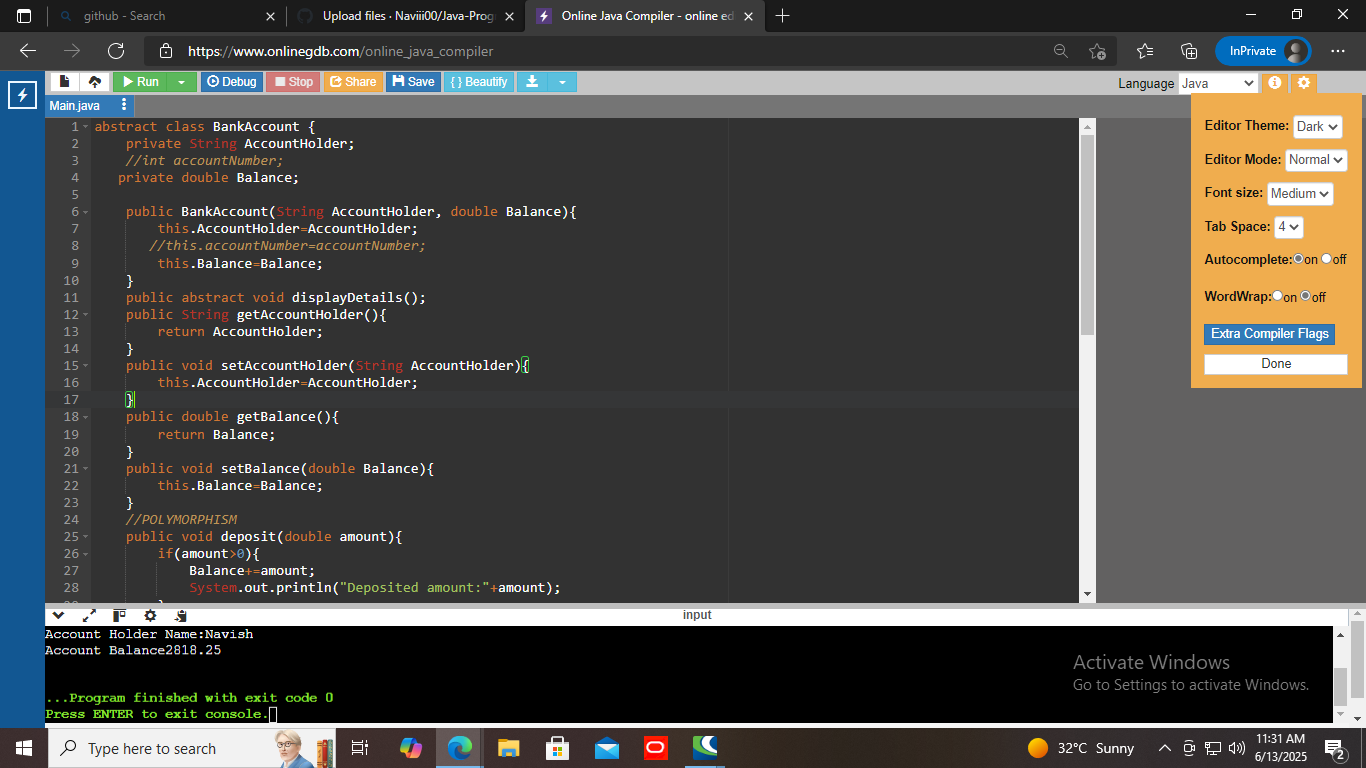 github - Search
Upload files · Naviii00/Java-Prog
Online Java Compiler - online ed
https://www.onlinegdb.com/online_java_compiler
InPrivate
Run
Debug
Stop
Share
Save
{ } Beautify
Language Java
Main.java
1 abstract class BankAccount {
2 private String AccountHolder;
3 //int accountNumber;
4 private double Balance;
5
6 public BankAccount(String AccountHolder, double Balance){
7 this.AccountHolder=AccountHolder;
8 //this.accountNumber=accountNumber;
9 this.Balance=Balance;
10 }
11 public abstract void displayDetails();
12 public String getAccountHolder(){
13 return AccountHolder;
14 }
15 public void setAccountHolder(String AccountHolder){
16 this.AccountHolder=AccountHolder;
17 }
18 public double getBalance(){
19 return Balance;
20 }
21 public void setBalance(double Balance){
22 this.Balance=Balance;
23 }
24 //POLYMORPHISM
25 public void deposit(double amount){
26 if(amount>0){
27 Balance+=amount;
28 System.out.println("Deposited amount:"+amount);
Editor Theme: Dark
Editor Mode: Normal
Font size: Medium
Tab Space: 4
Autocomplete: on off
WordWrap: on off
Extra Compiler Flags
Done
input
Account Holder Name:Navish
Account Balance2818.25
...Program finished with exit code 0
Press ENTER to exit console.
Activate Windows
Go to Settings to activate Windows.
Type here to search
32°C Sunny
11:31 AM
6/13/2025
2